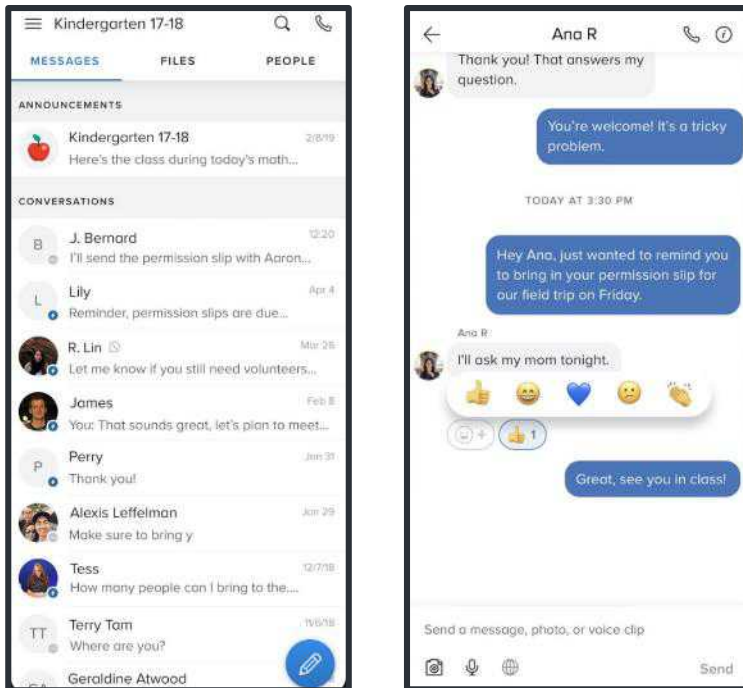 Kindergarten 17-18
MESSAGES FILES PEOPLE
ANNOUNCEMENTS
Kindergarten 17-18 2/8/19
Here's the class during today's math...
CONVERSATIONS
B J. Bernard 12:20
I'll send the permission slip with Aaron...
L Lily Apr 4
Reminder, permission slips are due...
R. Lin Mar 26
Let me know if you still need volunteers...
James Feb 8
You: That sounds great, let's plan to meet...
P Perry Jan 31
Thank you!
Alexis Leffelman Jan 29
Make sure to bring y
Tess 12/7/18
How many people can I bring to the....
TT Terry Tam 11/6/18
Where are you?
Geraldine Atwood
Ana R
Thank you! That answers my
question.
You're welcome! It's a tricky
problem.
TODAY AT 3:30 PM
Hey Ana, just wanted to remind you
to bring in your permission slip for
our field trip on Friday.
Ana R
I'll ask my mom tonight.
1
Great, see you in class!
Send a message, photo, or voice clip
Send